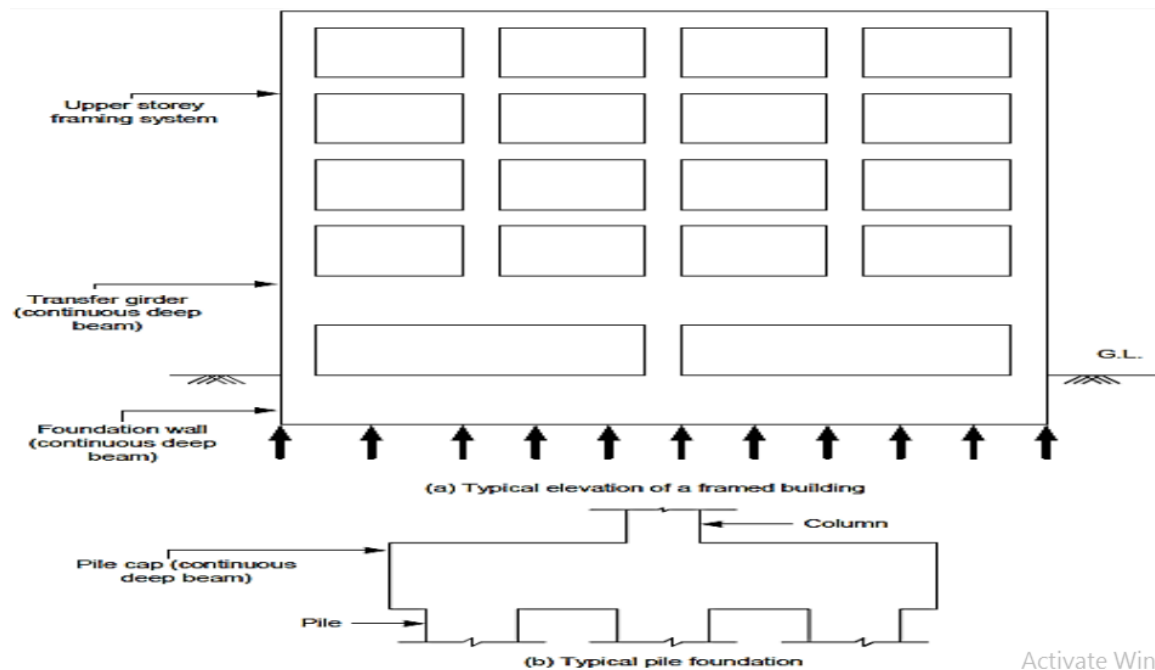 Upper storey
framing system
Transfer girder
(continuous deep
beam)
G.L.
Foundation wall
(continuous deep
beam)
(a) Typical elevation of a framed building
Column
Pile cap (continuous
deep beam)
Pile
(b) Typical pile foundation
Activate Win